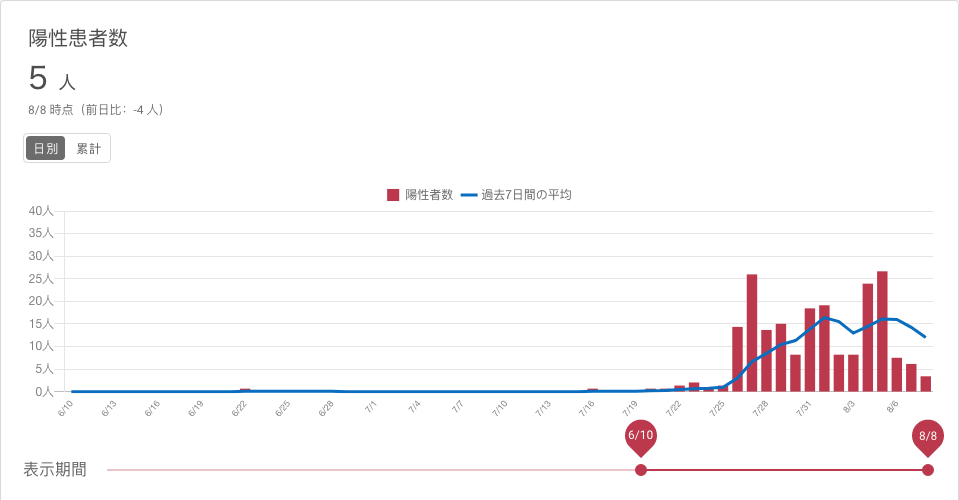 陽性患者数
5 人
8/8 時点（前日比：-4 人）
日別 累計
陽性者数 過去7日間の平均
40人
35人
30人
25人
20人
15人
10人
5人
0人
6/10 6/13 6/16 6/19 6/22 6/25 6/28 7/1 7/4 7/7 7/10 7/13 7/16 7/19 7/22 7/25 7/28 7/31 8/3 8/6
6/10 8/8
表示期間